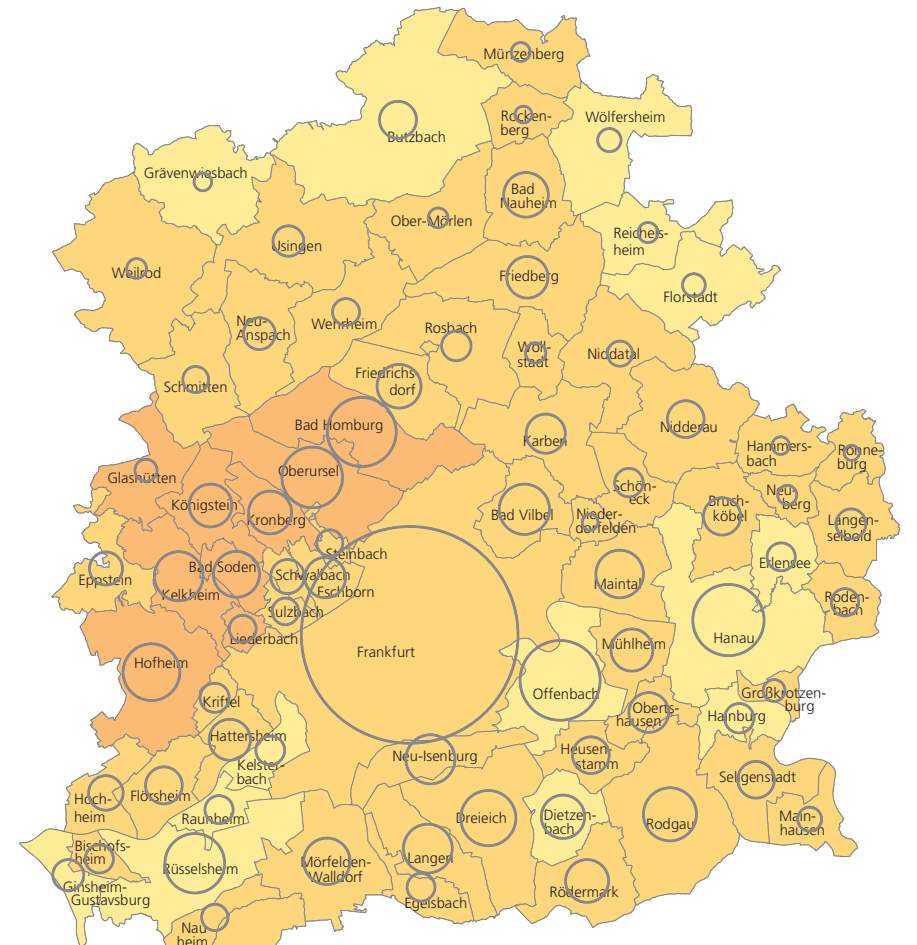 Münzenberg
Rocken-
berg
Wölfersheim
Butzbach
Grävenwiesbach
Bad
Nauheim
Ober-Mörlen
Reichels-
heim
Usingen
Weilrod
Friedberg
Florstadt
Neu-
Anspach
Wehrheim
Rosbach
Wöll-
stadt
Niddatal
Friedrichs
dorf
Schmitten
Bad Homburg
Karben
Nidderau
Hammers-
bach
Ronne-
burg
Glashütten
Oberursel
Königstein
Kronberg
Bad Vilbel
Schön-
eck
Nieder-
dorfelden
Bruch-
köbel
Neu-
berg
Langen-
selbold
Steinbach
Eppstein
Bad Soden
Kelkheim
Schwalbach
Eschborn
Sulzbach
Maintal
Erlensee
Roden-
bach
Liederbach
Frankfurt
Hofheim
Mühlheim
Hanau
Offenbach
Kriftel
Oberts-
hausen
Großkrotzen-
burg
Hainburg
Hattersheim
Kelster-
bach
Neu-Isenburg
Heusen-
stamm
Seligenstadt
Hoch-
heim
Flörsheim
Raunheim
Dreieich
Dietzen-
bach
Rodgau
Main-
hausen
Bischofs-
heim
Rüsselsheim
Mörfelden-
Walldorf
Langen
Ginsheim-
Gustavsburg
Egelsbach
Rödermark
Nau
heim